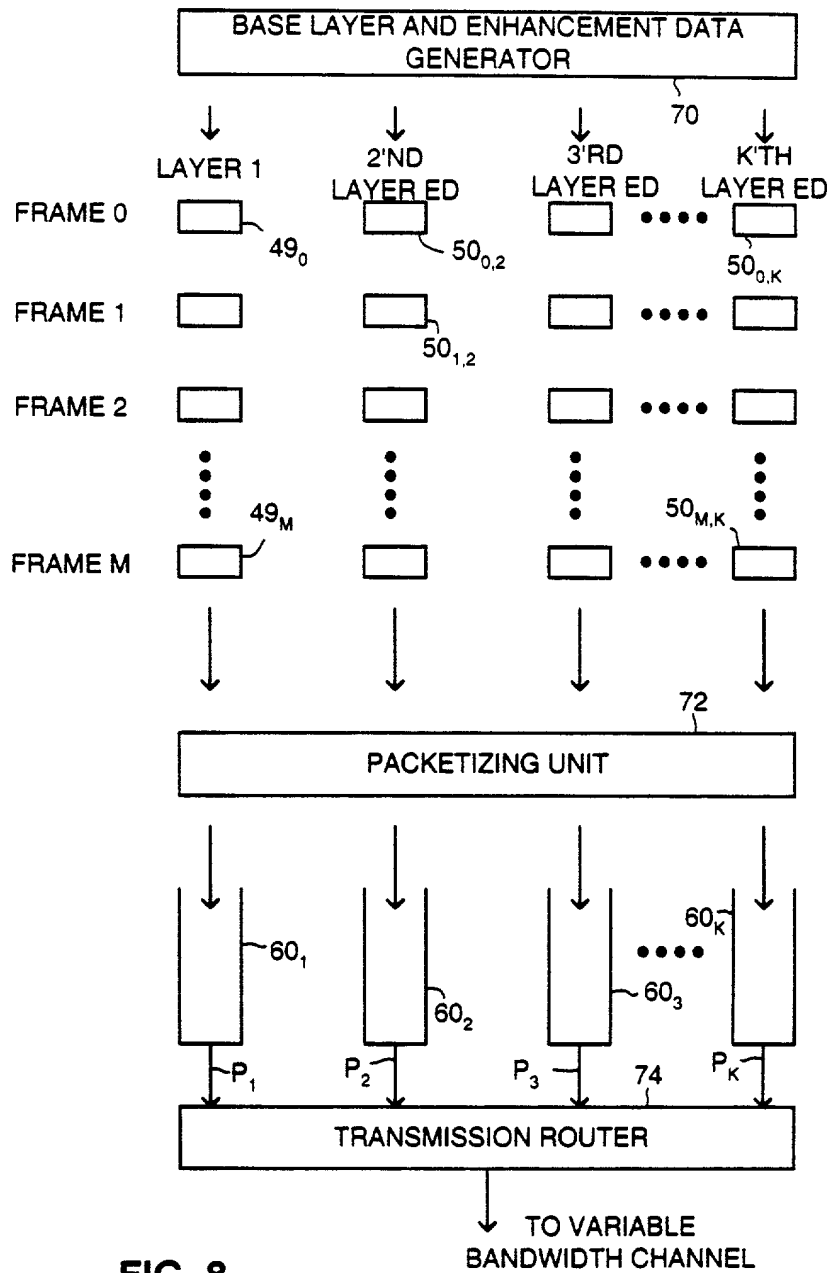 BASE LAYER AND ENHANCEMENT DATA
GENERATOR
70
LAYER 1
2'ND
LAYER ED
3'RD
LAYER ED
K'TH
LAYER ED
FRAME 0
49₀
50₀,₂
50₀,K
FRAME 1
50₁,₂
FRAME 2
49M
50M,K
FRAME M
72
PACKETIZING UNIT
60₁
60₂
60₃
60K
P₁
P₂
P₃
PK
74
TRANSMISSION ROUTER
TO VARIABLE
BANDWIDTH CHANNEL
FIG. 8